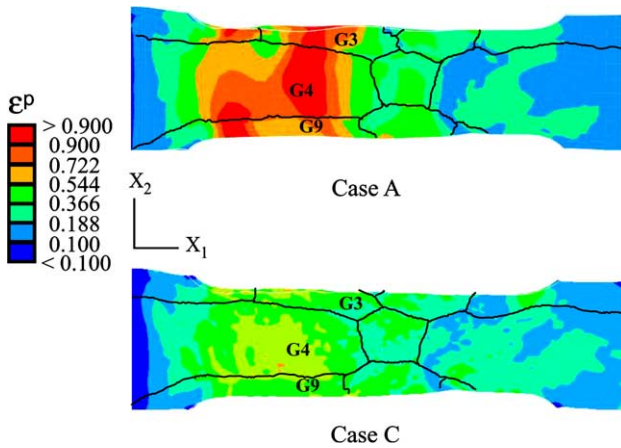 G3
G4
G9
εᵖ
> 0.900
0.900
0.722
0.544
0.366
0.188
0.100
< 0.100
Case A
X₂
X₁
G3
G4
G9
Case C